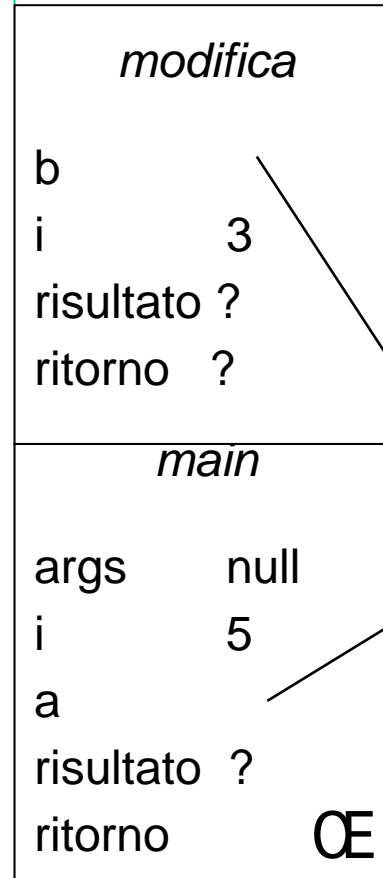 modifica
b
i 3
risultato ?
ritorno ?
main
args null
i 5
a
risultato ?
ritorno Œ